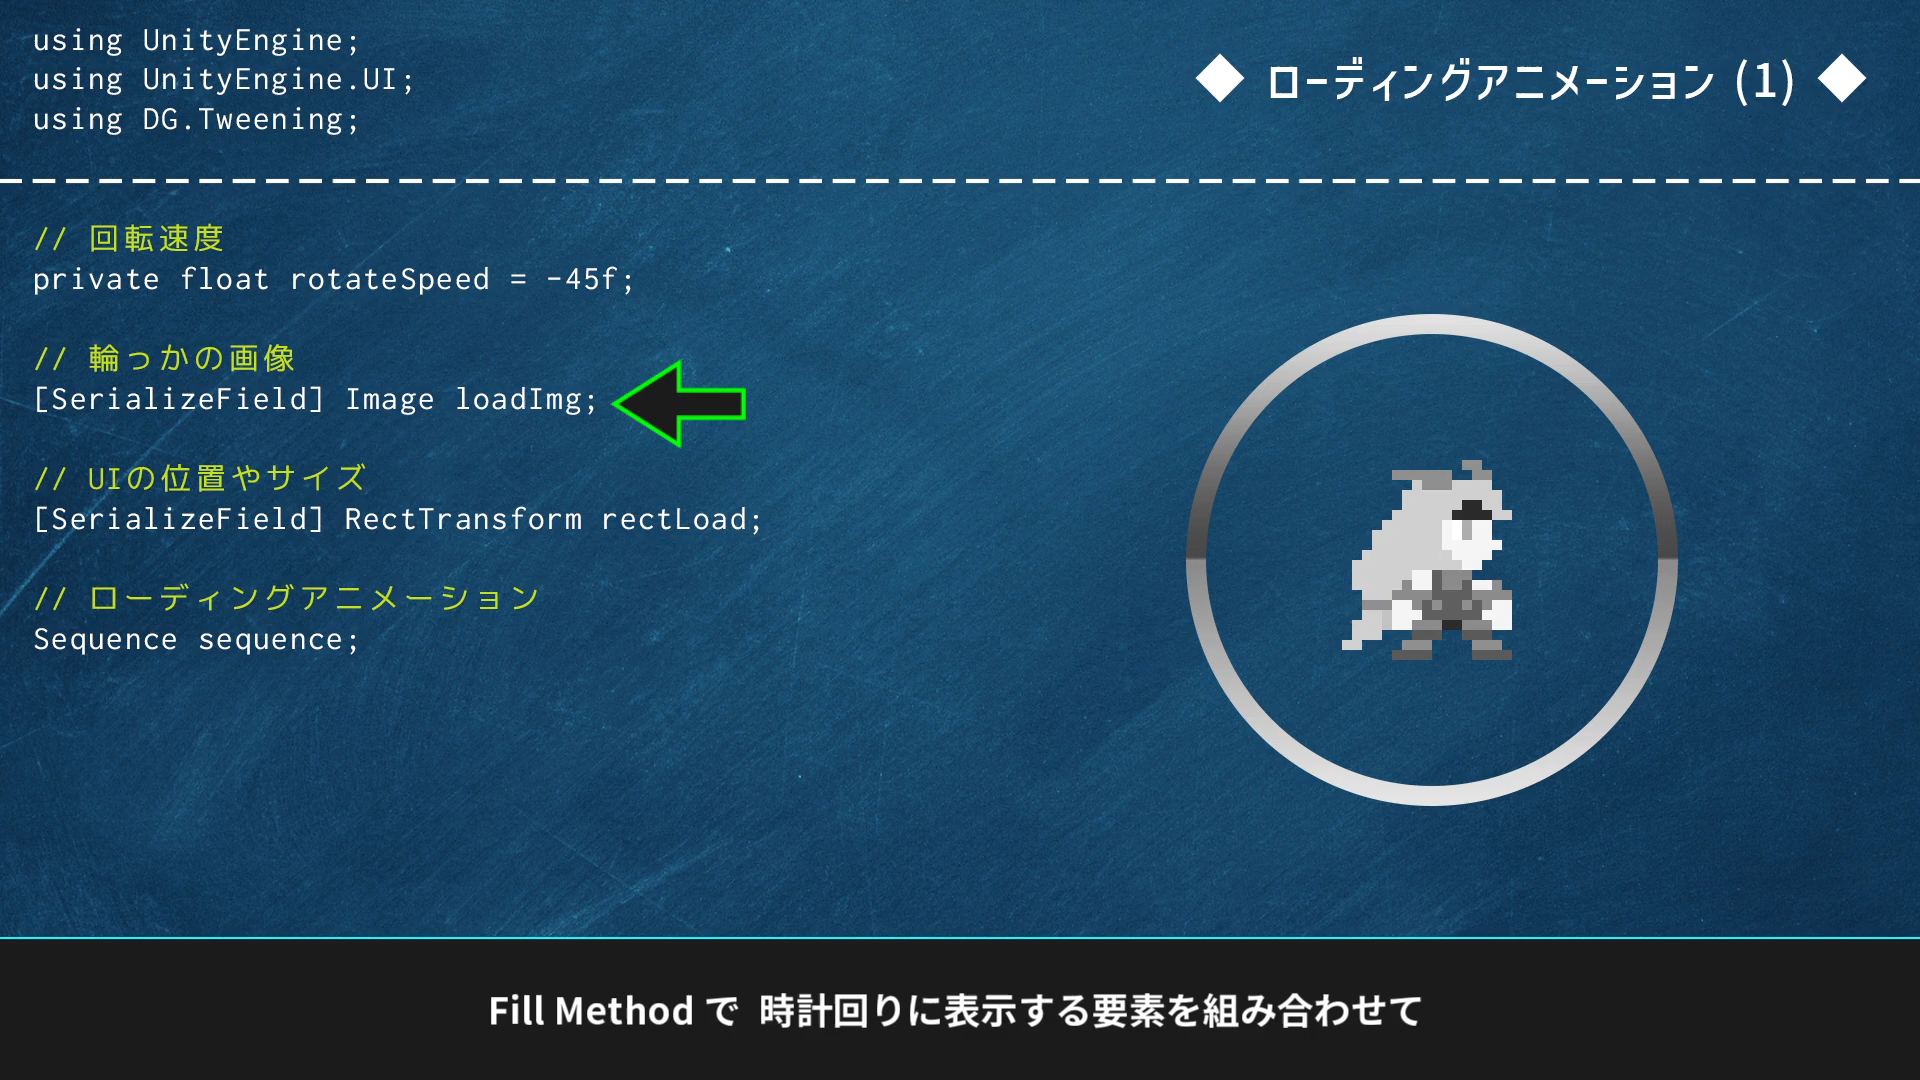 using UnityEngine;
using UnityEngine.UI;
using DG.Tweening;
◆ ローディングアニメーション (1) ◆
// 回転速度
private float rotateSpeed = -45f;
// 輪っかの画像
[SerializeField] Image loadImg;
// UIの位置やサイズ
[SerializeField] RectTransform rectLoad;
// ローディングアニメーション
Sequence sequence;
Fill Method で 時計回りに表示する要素を組み合わせて